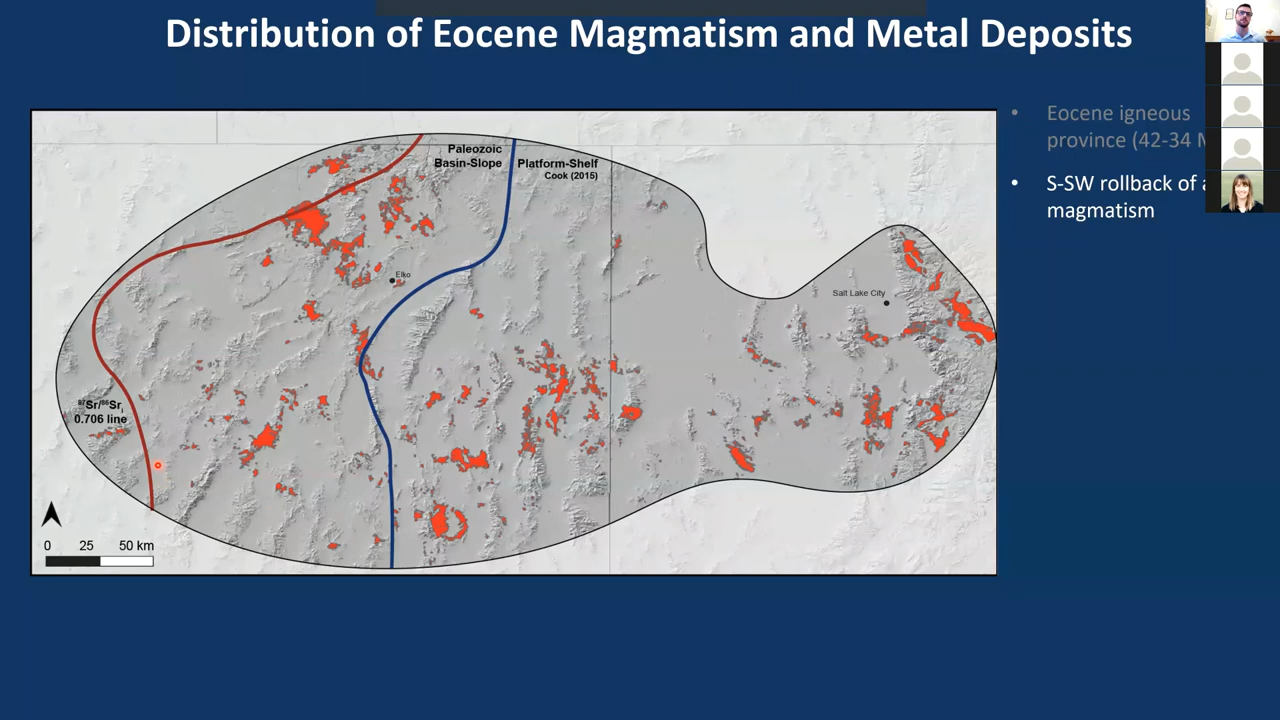 Distribution of Eocene Magmatism and Metal Deposits
• Eocene igneous
province (42-34 M
• S-SW rollback of
magmatism
Paleozoic
Basin-Slope
Platform-Shelf
Cook (2015)
Elko
Salt Lake City
⁸⁷Sr/⁸⁶Srᵢ
0.706 line
0 25 50 km